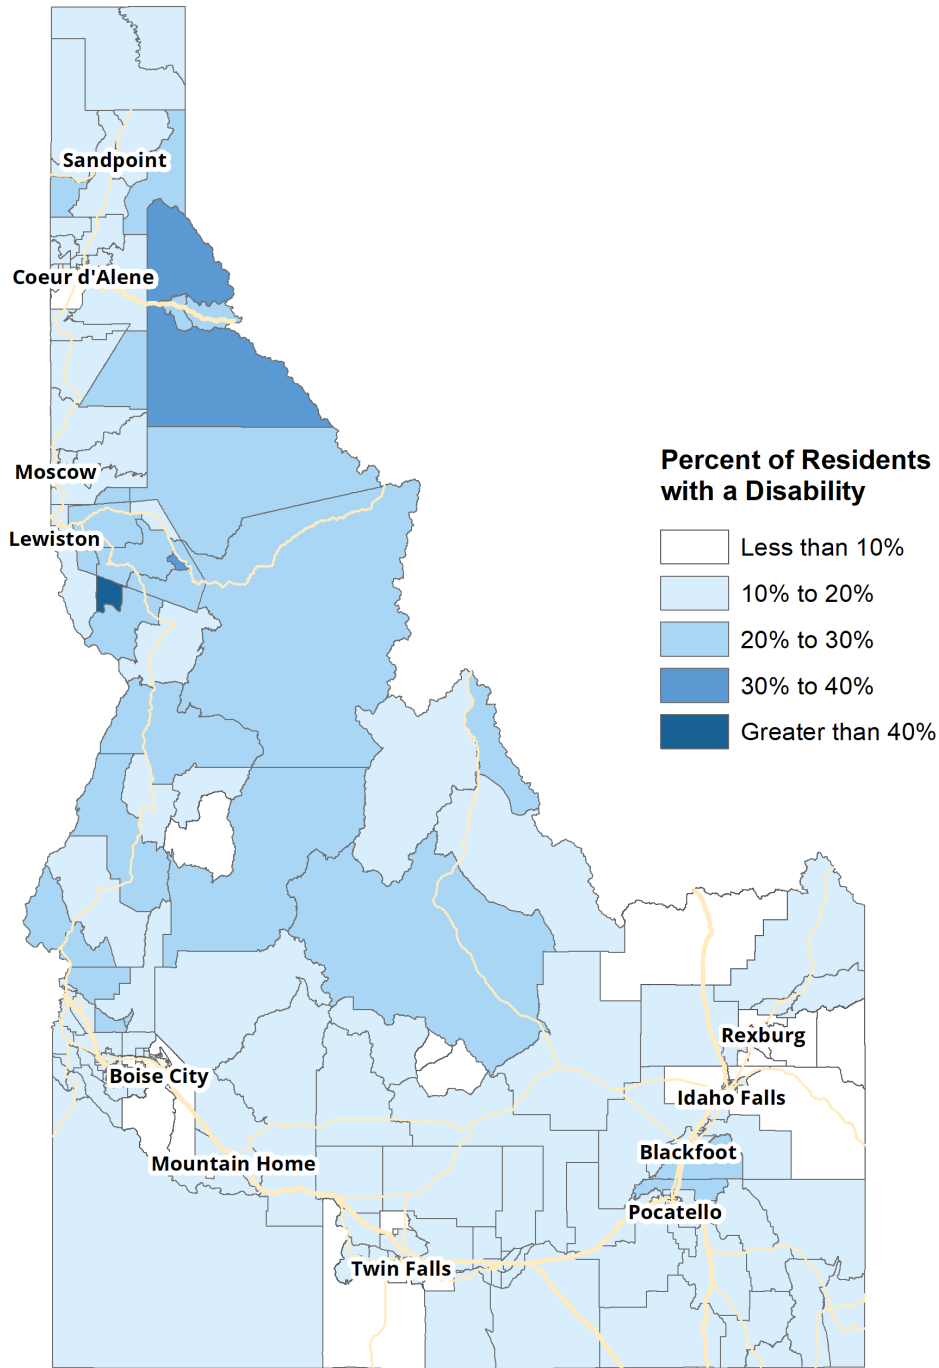 Sandpoint
Coeur d'Alene
Moscow
Lewiston
Percent of Residents
with a Disability
Less than 10%
10% to 20%
20% to 30%
30% to 40%
Greater than 40%
Rexburg
Boise City
Idaho Falls
Mountain Home
Blackfoot
Pocatello
Twin Falls